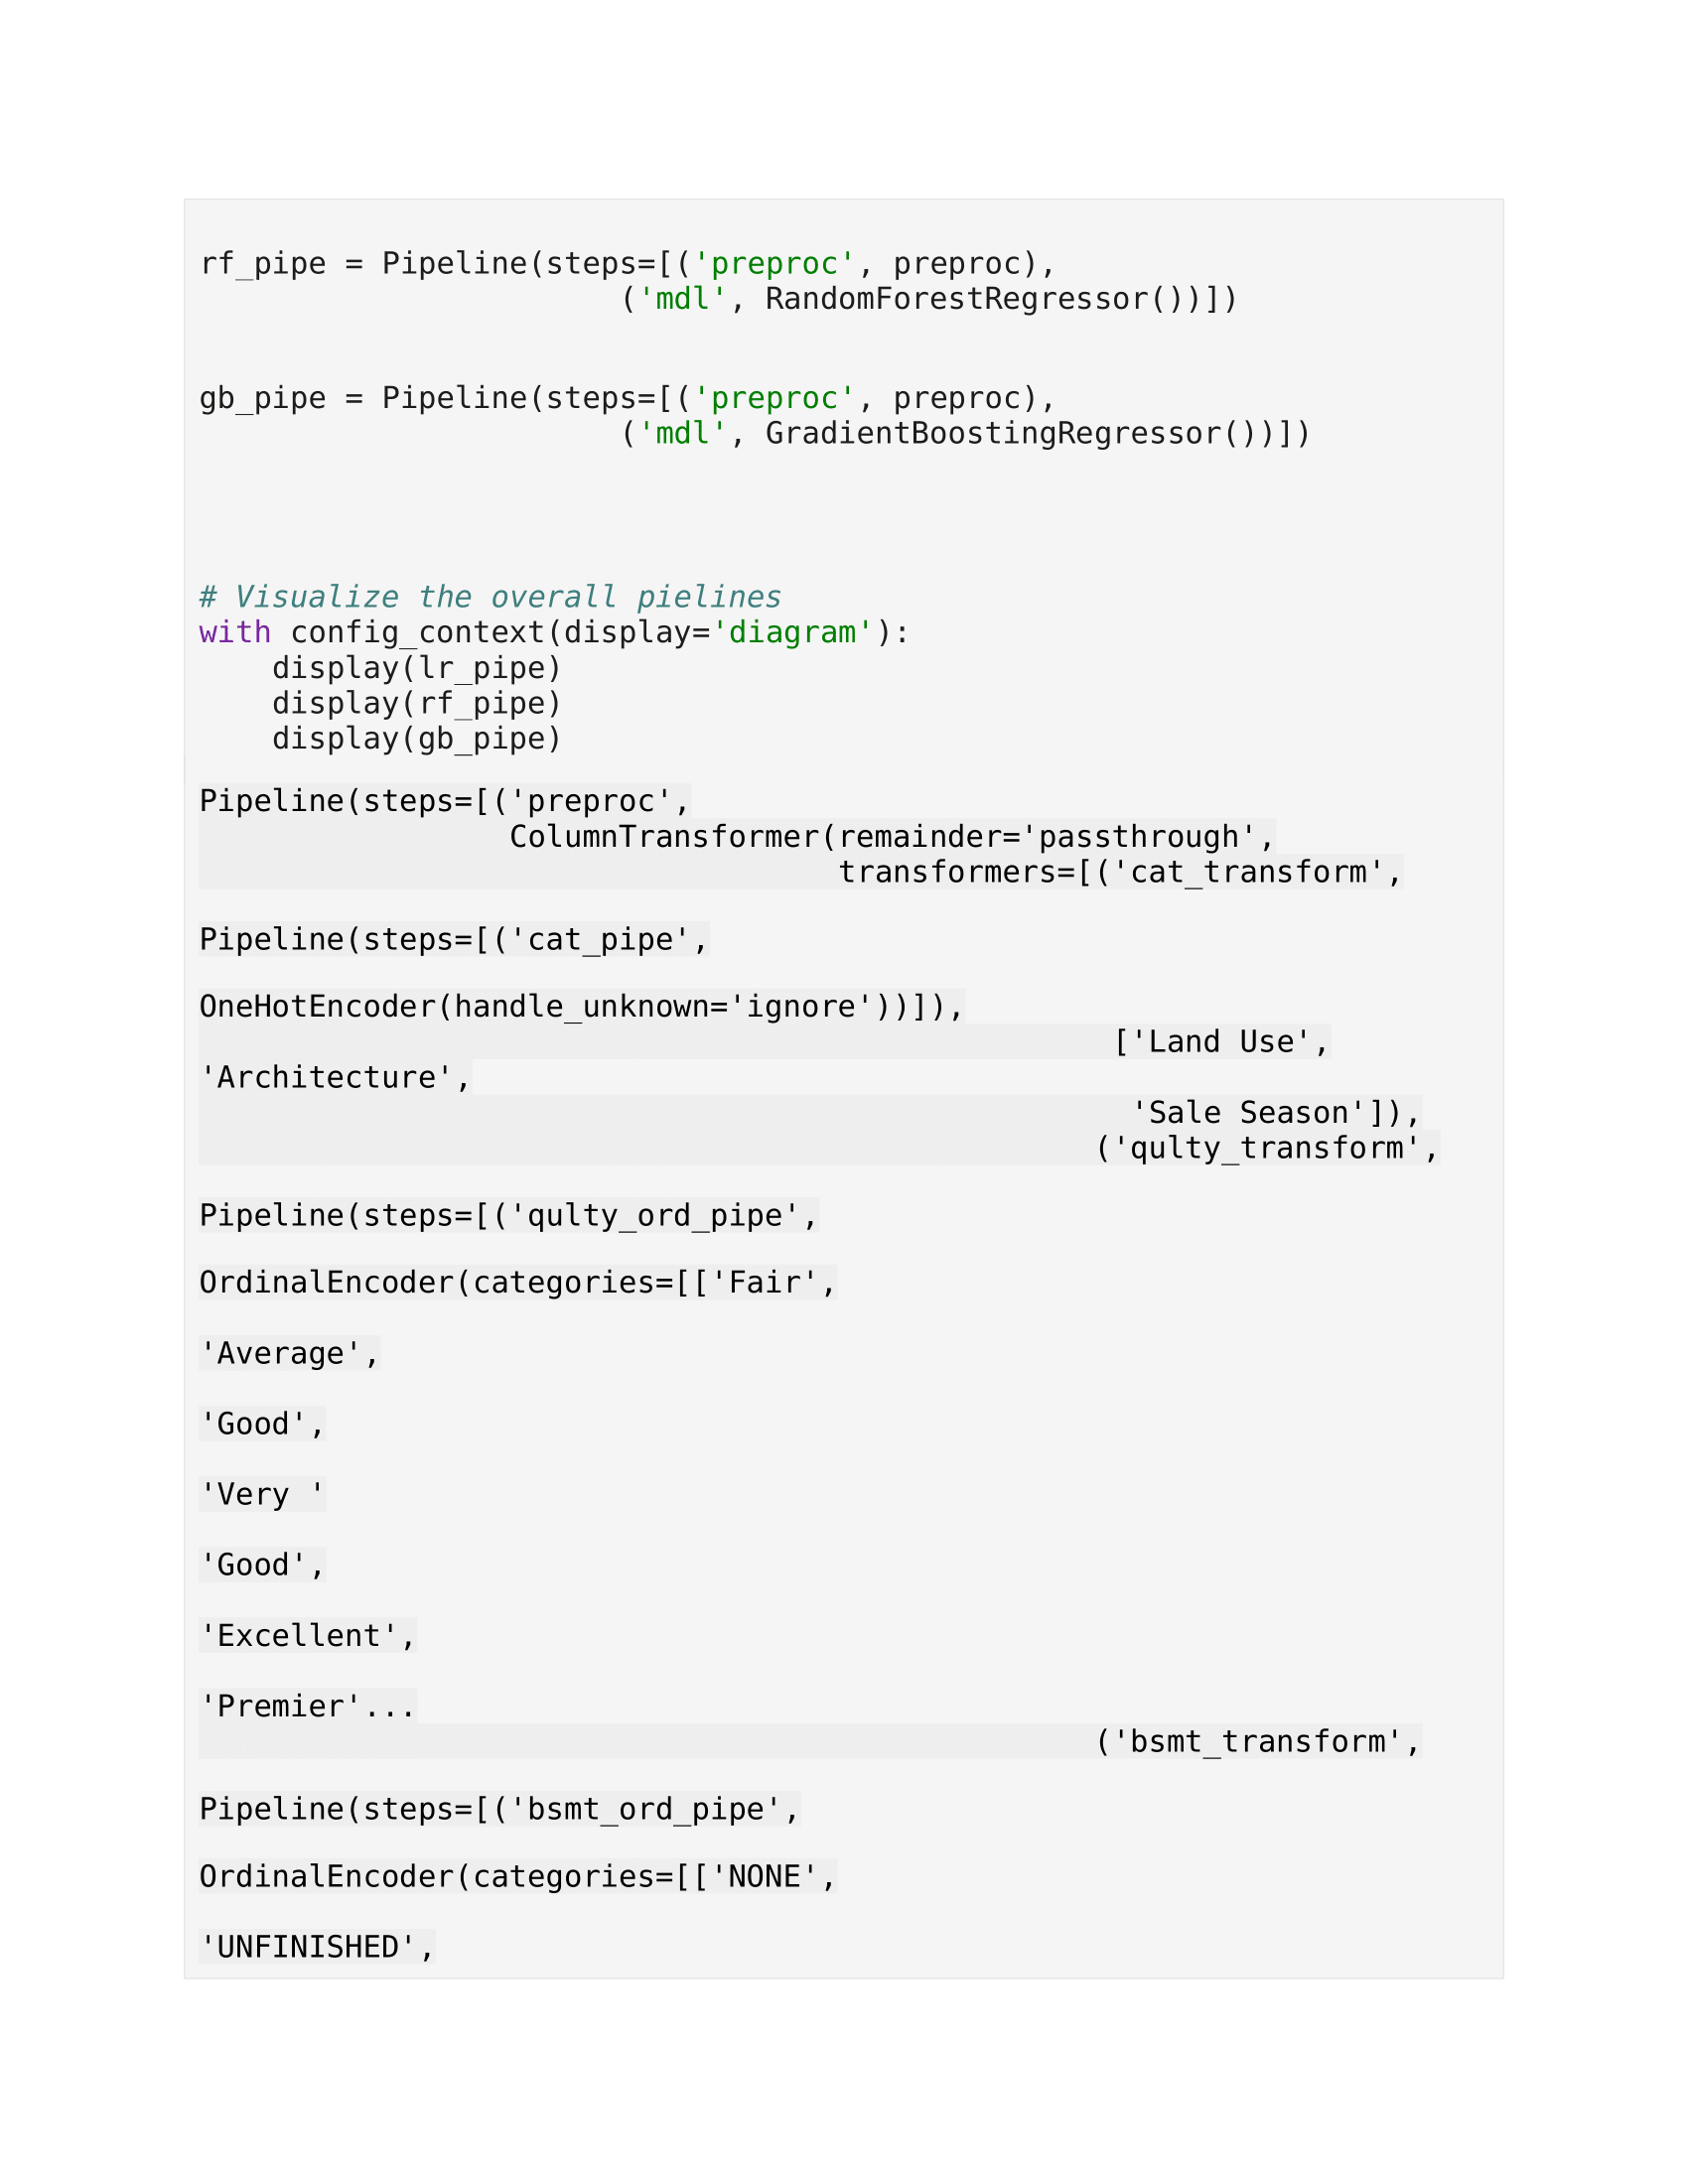 rf_pipe = Pipeline(steps=[('preproc', preproc),
                       ('mdl', RandomForestRegressor())])
gb_pipe = Pipeline(steps=[('preproc', preproc),
                       ('mdl', GradientBoostingRegressor())])
# Visualize the overall pielines
with config_context(display='diagram'):
    display(lr_pipe)
    display(rf_pipe)
    display(gb_pipe)
Pipeline(steps=[('preproc',
                 ColumnTransformer(remainder='passthrough',
                                   transformers=[('cat_transform',
Pipeline(steps=[('cat_pipe',
OneHotEncoder(handle_unknown='ignore'))]),
                                                  ['Land Use',
'Architecture',
                                                   'Sale Season']),
                                                 ('qulty_transform',
Pipeline(steps=[('qulty_ord_pipe',
OrdinalEncoder(categories=[['Fair',
'Average',
'Good',
'Very '
'Good',
'Excellent',
'Premier'...
                                                 ('bsmt_transform',
Pipeline(steps=[('bsmt_ord_pipe',
OrdinalEncoder(categories=[['NONE',
'UNFINISHED',